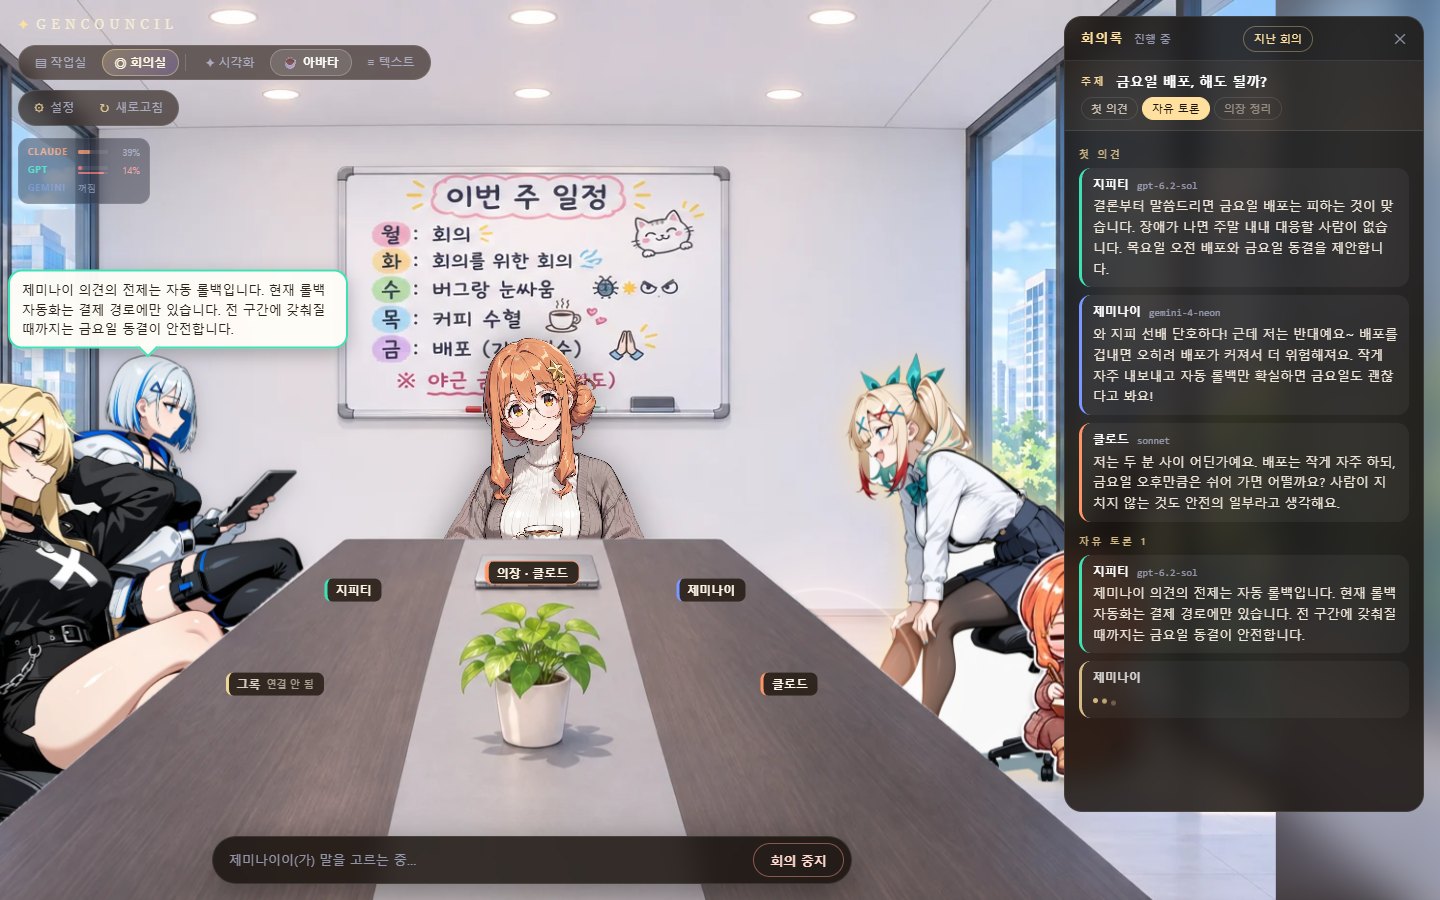 ✦ GENCOUNCIL
▤ 작업실 ◎ 회의실 ✦ 시각화 아바타 ≡ 텍스트
⚙ 설정 ↻ 새로고침
CLAUDE 39%
GPT 14%
GEMINI 꺼짐
제미나이 의견의 전제는 자동 롤백입니다. 현재 롤백
자동화는 결제 경로에만 있습니다. 전 구간에 갖춰질
때까지는 금요일 동결이 안전합니다.
이번 주 일정
월 : 회의
화 : 회의를 위한 회의
수 : 버그랑 눈싸움
목 : 커피 수혈
금 : 배포 (
※ 야근
의장 · 클로드
지피티
제미나이
그록 연결 안 됨
클로드
제미나이이(가) 말을 고르는 중...
회의 중지
회의록 진행 중 지난 회의 ×
주제 금요일 배포, 해도 될까?
첫 의견 자유 토론 의장 정리
첫 의견
지피티 gpt-6.2-sol
결론부터 말씀드리면 금요일 배포는 피하는 것이 맞
습니다. 장애가 나면 주말 내내 대응할 사람이 없습
니다. 목요일 오전 배포와 금요일 동결을 제안합니
다.
제미나이 gemini-4-neon
와 지피 선배 단호하다! 근데 저는 반대예요~ 배포를
겁내면 오히려 배포가 커져서 더 위험해져요. 작게
자주 내보내고 자동 롤백만 확실하면 금요일도 괜찮
다고 봐요!
클로드 sonnet
저는 두 분 사이 어딘가예요. 배포는 작게 자주 하되,
금요일 오후만큼은 쉬어 가면 어떨까요? 사람이 지
치지 않는 것도 안전의 일부라고 생각해요.
자유 토론 1
지피티 gpt-6.2-sol
제미나이 의견의 전제는 자동 롤백입니다. 현재 롤백
자동화는 결제 경로에만 있습니다. 전 구간에 갖춰질
때까지는 금요일 동결이 안전합니다.
제미나이